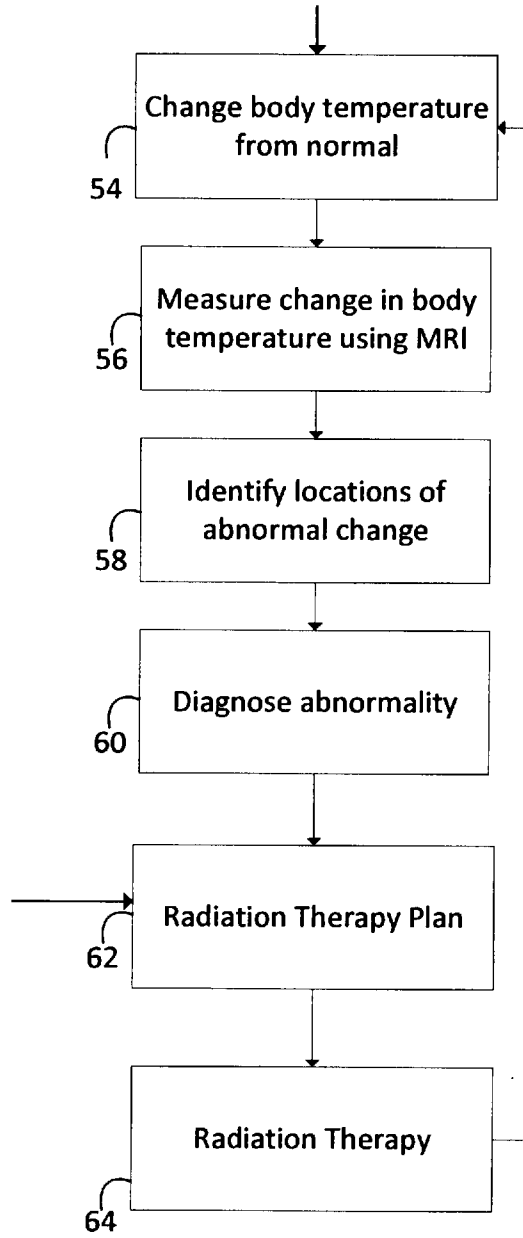 Change body temperature
from normal
54
Measure change in body
temperature using MRI
56
Identify locations of
abnormal change
58
Diagnose abnormality
60
Radiation Therapy Plan
62
Radiation Therapy
64